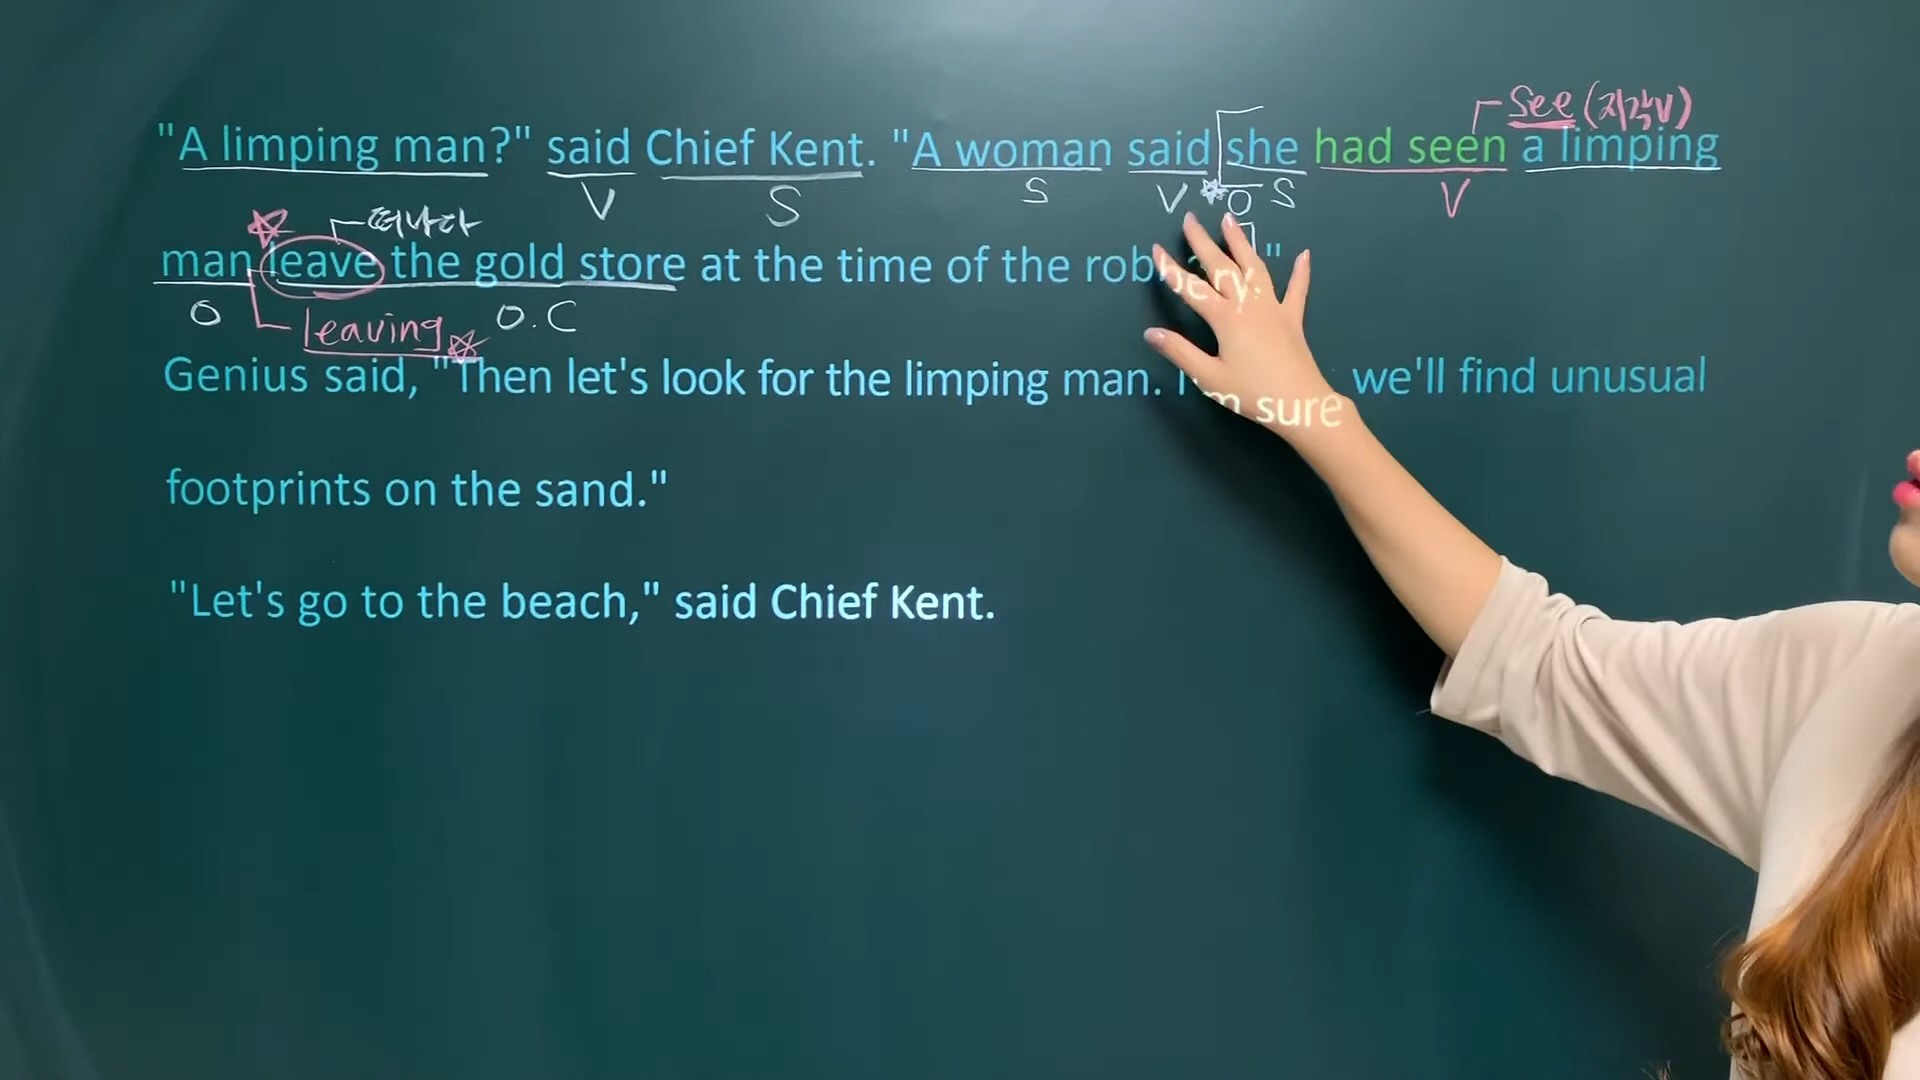 See (지각V)
"A limping man?" said Chief Kent. "A woman said she had seen a limping
V S S V O S V
떠나다
man leave the gold store at the time of the robbery."
O leaving O.C
Genius said, "Then let's look for the limping man. I'm sure we'll find unusual
footprints on the sand."
"Let's go to the beach," said Chief Kent.